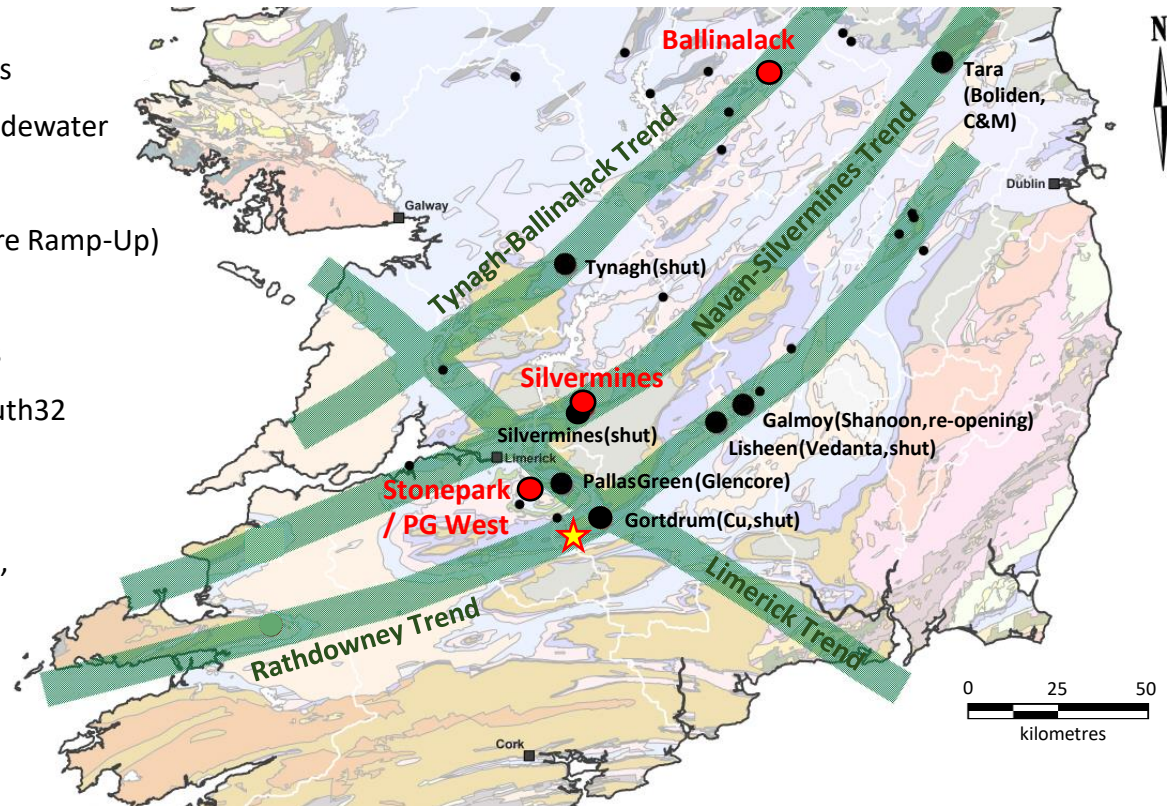 s
dewater
re Ramp-Up)
uth32
,
Ballinalack
N
Tara
(Boliden,
C&M)
Dublin
Galway
Tynagh-Ballinalack Trend
Navan-Silvermines Trend
Tynagh(shut)
Silvermines
Silvermines(shut)
Galmoy(Shanoon,re-opening)
Lisheen(Vedanta,shut)
Limerick
Stonepark
/ PG West
PallasGreen(Glencore)
Gortdrum(Cu,shut)
Limerick Trend
Rathdowney Trend
Cork
0 25 50
kilometres